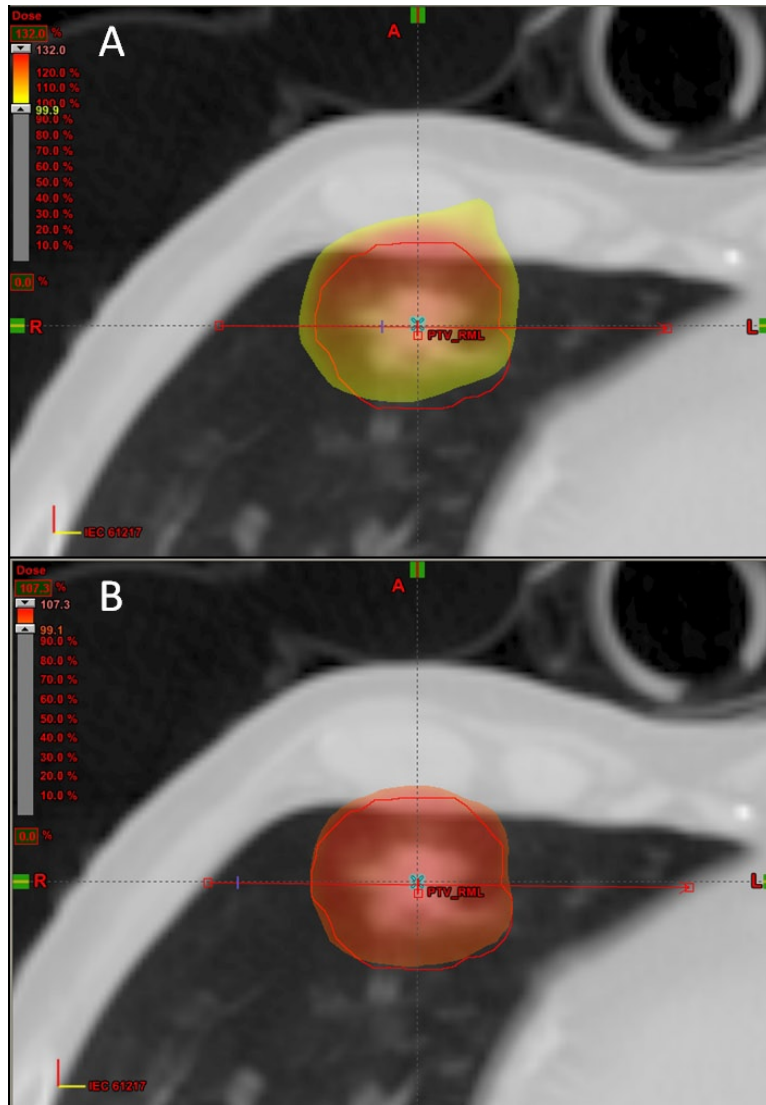 Dose
132.0 %
A
A
132.0
120.0 %
110.0 %
100.0 %
99.9
90.0 %
80.0 %
70.0 %
60.0 %
50.0 %
40.0 %
30.0 %
20.0 %
10.0 %
0.0 %
R
L
PTV_RML
IEC 61217
Dose
107.3 %
B
A
107.3
99.1
90.0 %
80.0 %
70.0 %
60.0 %
50.0 %
40.0 %
30.0 %
20.0 %
10.0 %
0.0 %
R
L
PTV_RML
IEC 61217